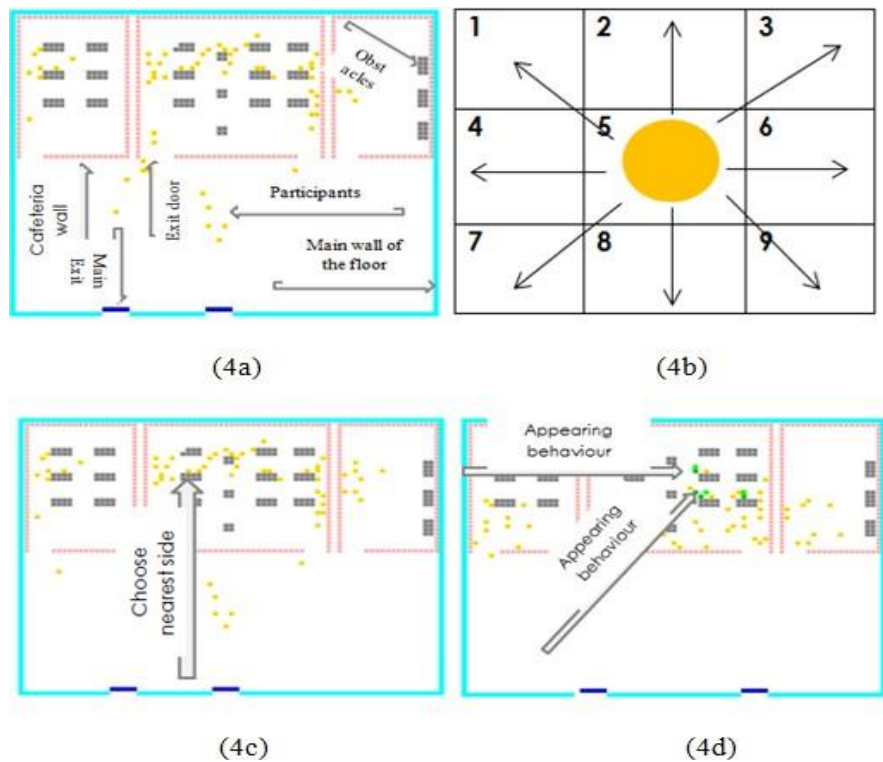 Obst
acles
Participants
Cafeteria
wall
Exit door
Main
Exit
Main wall of
the floor
1
2
3
4
5
6
7
8
9
(4a)
(4b)
Choose
nearest side
Appearing
behaviour
Appearing
behaviour
(4c)
(4d)